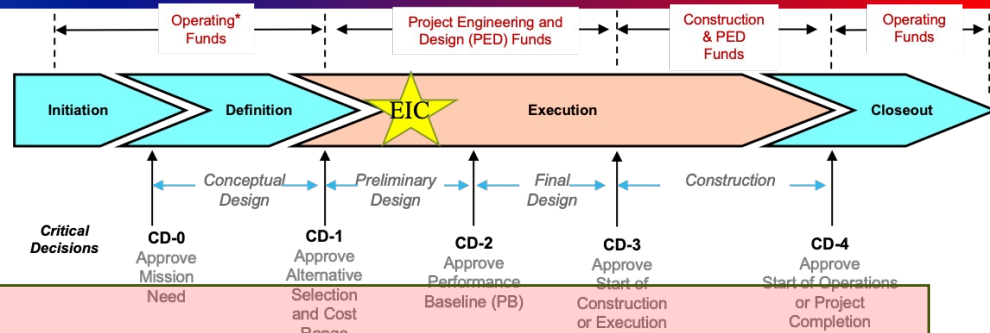 Operating*
Funds
Project Engineering and
Design (PED) Funds
Construction
& PED
Funds
Operating
Funds
Initiation
Definition
EIC
Execution
Closeout
Conceptual
Design
Preliminary
Design
Final
Design
Construction
Critical
Decisions
CD-0
Approve
Mission
Need
CD-1
Approve
Alternative
Selection
and Cost
Range
CD-2
Approve
Performance
Baseline (PB)
CD-3
Approve
Start of
Construction
or Execution
CD-4
Approve
Start of Operations
or Project
Completion